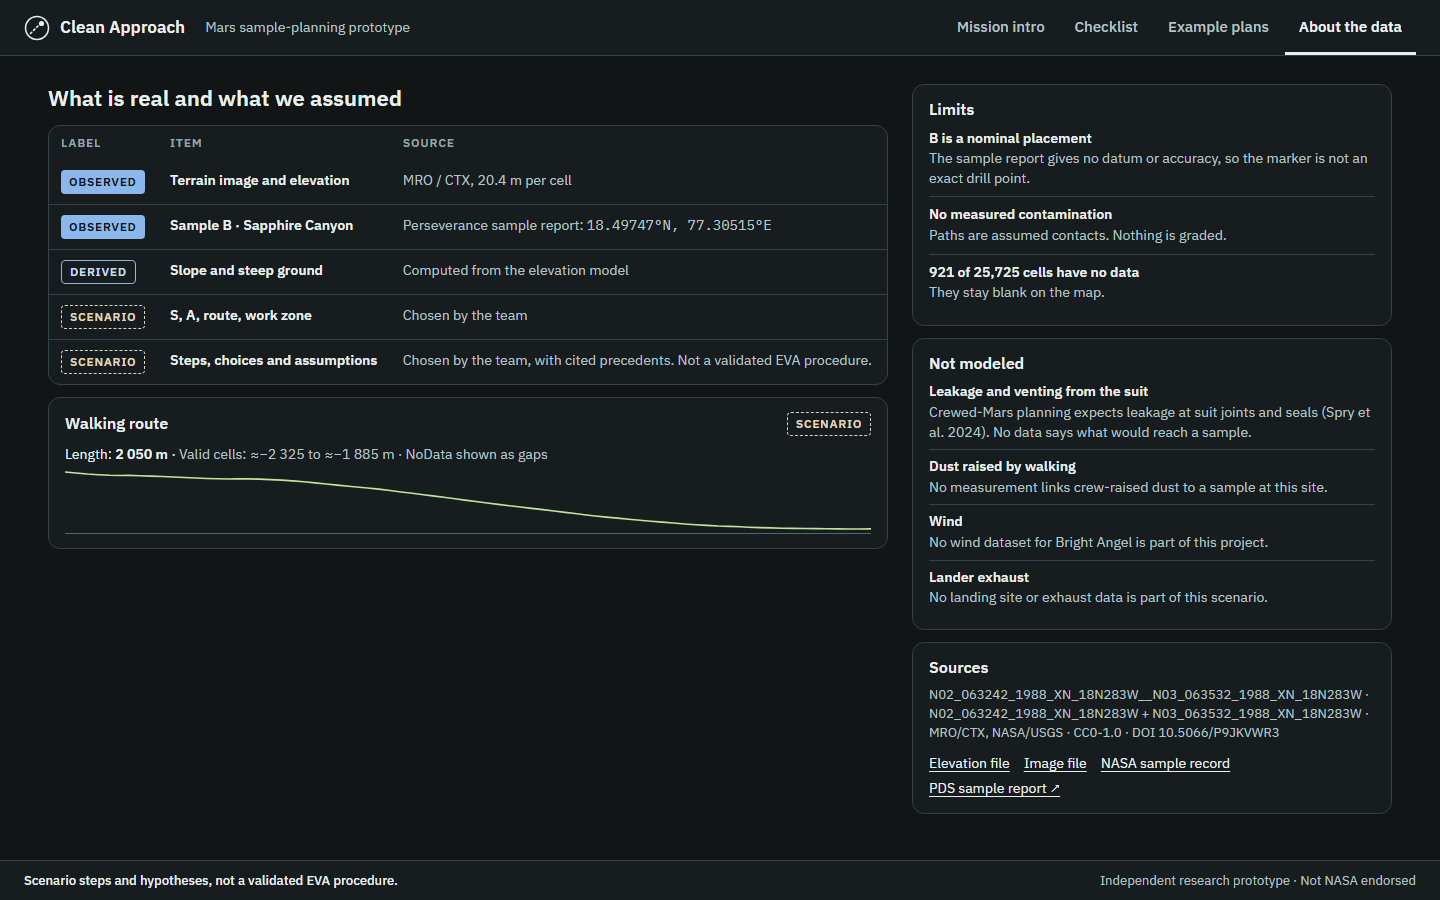 Clean Approach
Mars sample-planning prototype
Mission intro
Checklist
Example plans
About the data
What is real and what we assumed
LABEL ITEM SOURCE
OBSERVED Terrain image and elevation MRO / CTX, 20.4 m per cell
OBSERVED Sample B · Sapphire Canyon Perseverance sample report: 18.49747°N, 77.30515°E
DERIVED Slope and steep ground Computed from the elevation model
SCENARIO S, A, route, work zone Chosen by the team
SCENARIO Steps, choices and assumptions Chosen by the team, with cited precedents. Not a validated EVA procedure.
Walking route SCENARIO
Length: 2 050 m · Valid cells: ≈−2 325 to ≈−1 885 m · NoData shown as gaps
Limits
B is a nominal placement
The sample report gives no datum or accuracy, so the marker is not an
exact drill point.
No measured contamination
Paths are assumed contacts. Nothing is graded.
921 of 25,725 cells have no data
They stay blank on the map.
Not modeled
Leakage and venting from the suit
Crewed-Mars planning expects leakage at suit joints and seals (Spry et
al. 2024). No data says what would reach a sample.
Dust raised by walking
No measurement links crew-raised dust to a sample at this site.
Wind
No wind dataset for Bright Angel is part of this project.
Lander exhaust
No landing site or exhaust data is part of this scenario.
Sources
N02_063242_1988_XN_18N283W__N03_063532_1988_XN_18N283W ·
N02_063242_1988_XN_18N283W + N03_063532_1988_XN_18N283W ·
MRO/CTX, NASA/USGS · CC0-1.0 · DOI 10.5066/P9JKVWR3
Elevation file Image file NASA sample record
PDS sample report ↗
Scenario steps and hypotheses, not a validated EVA procedure.
Independent research prototype · Not NASA endorsed